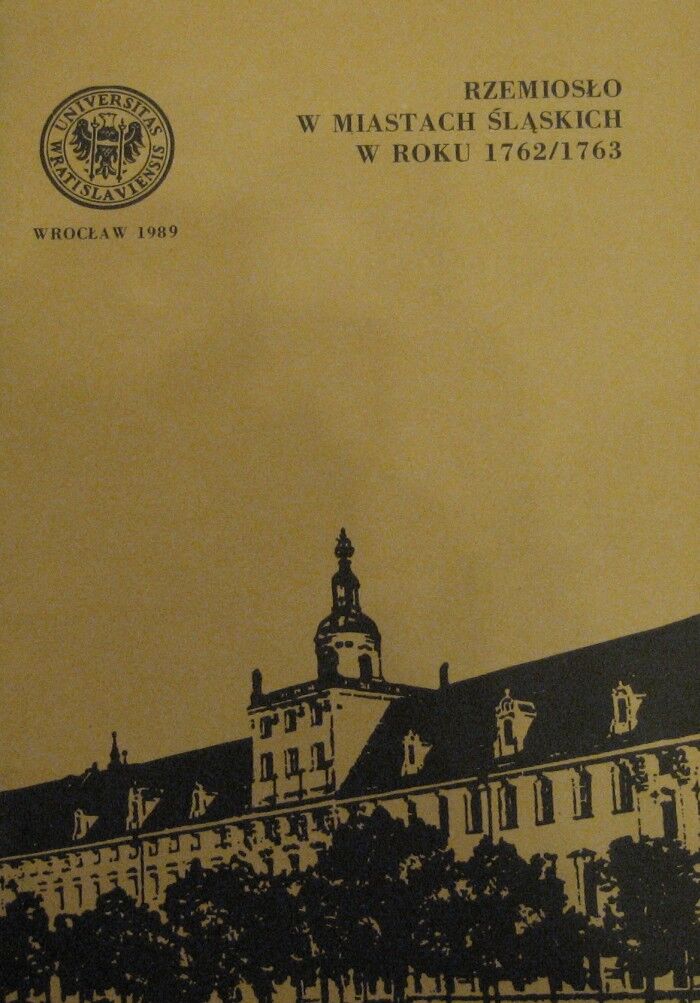 UNIVERSITAS
WRATISLAVIENSIS
WROCŁAW 1989
RZEMIOSŁO
W MIASTACH ŚLĄSKICH
W ROKU 1762/1763